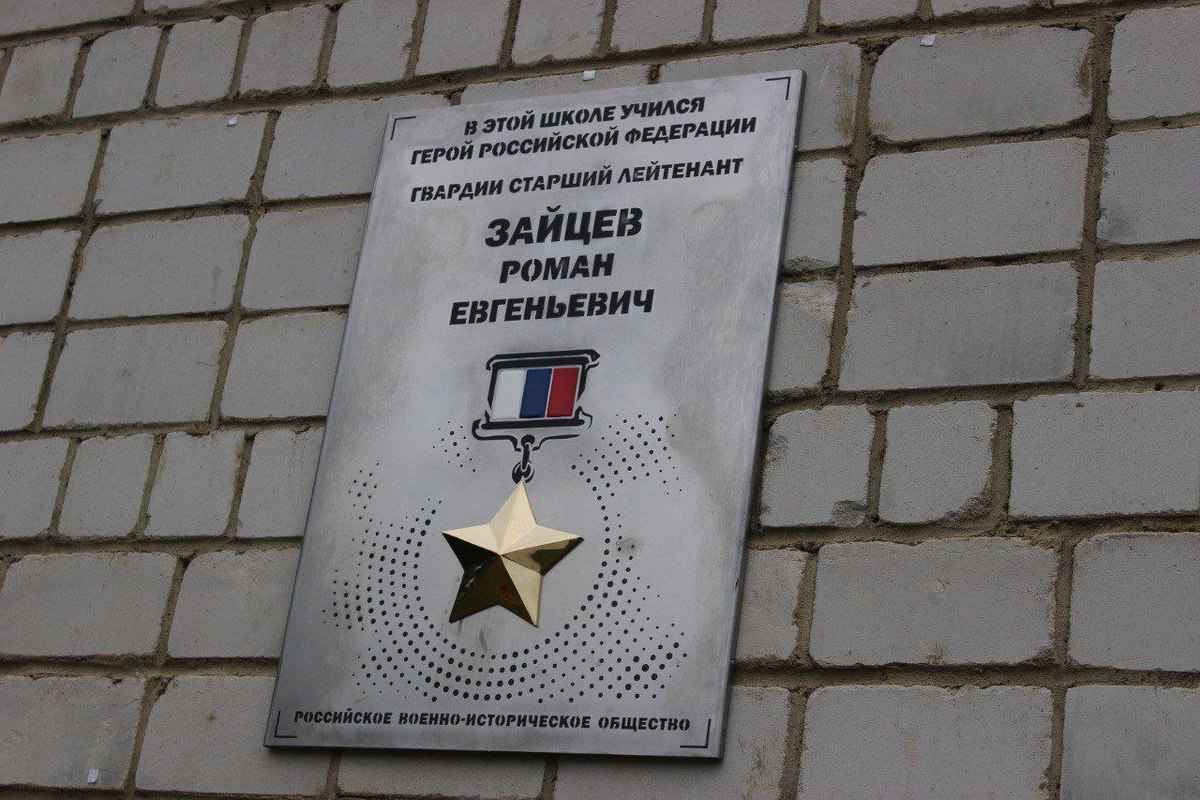 В ЭТОЙ ШКОЛЕ УЧИЛСЯ
ГЕРОЙ РОССИЙСКОЙ ФЕДЕРАЦИИ
ГВАРДИИ СТАРШИЙ ЛЕЙТЕНАНТ
ЗАЙЦЕВ
РОМАН
ЕВГЕНЬЕВИЧ
РОССИЙСКОЕ ВОЕННО-ИСТОРИЧЕСКОЕ ОБЩЕСТВО